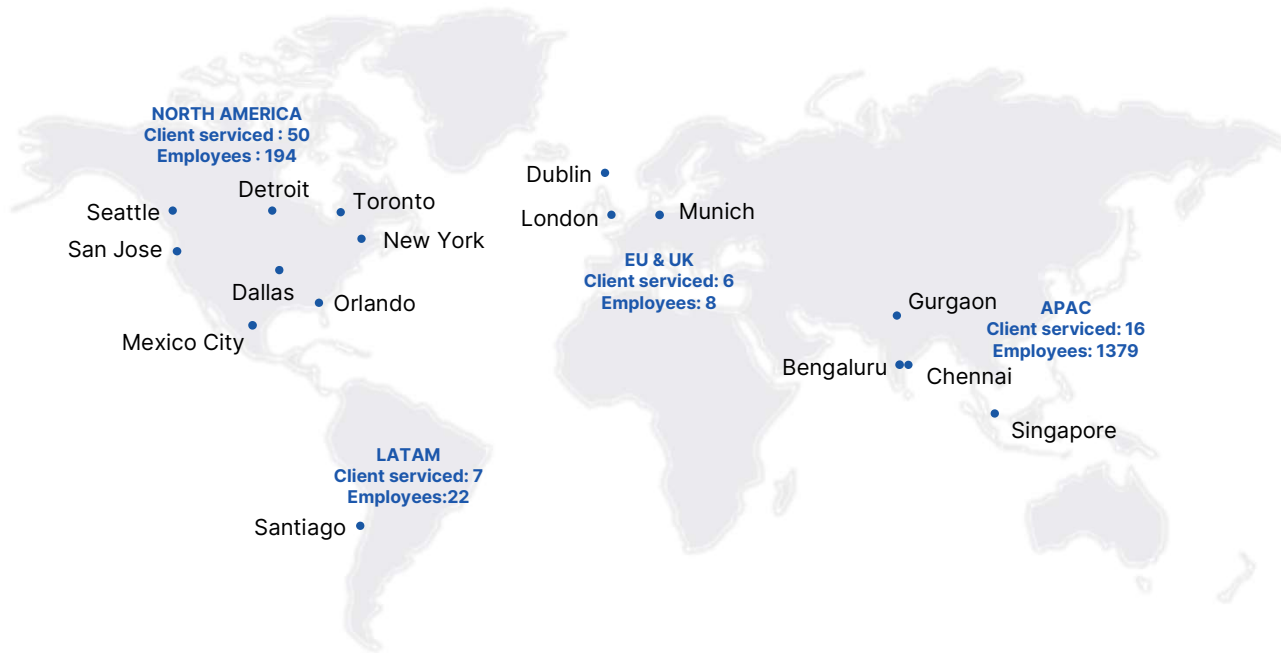 NORTH AMERICA
Client serviced : 50
Employees : 194
Detroit
Seattle
Toronto
New York
San Jose
Dallas
Orlando
Mexico City
Dublin
London
Munich
EU & UK
Client serviced: 6
Employees: 8
Gurgaon
APAC
Client serviced: 16
Employees: 1379
Bengaluru
Chennai
Singapore
LATAM
Client serviced: 7
Employees:22
Santiago